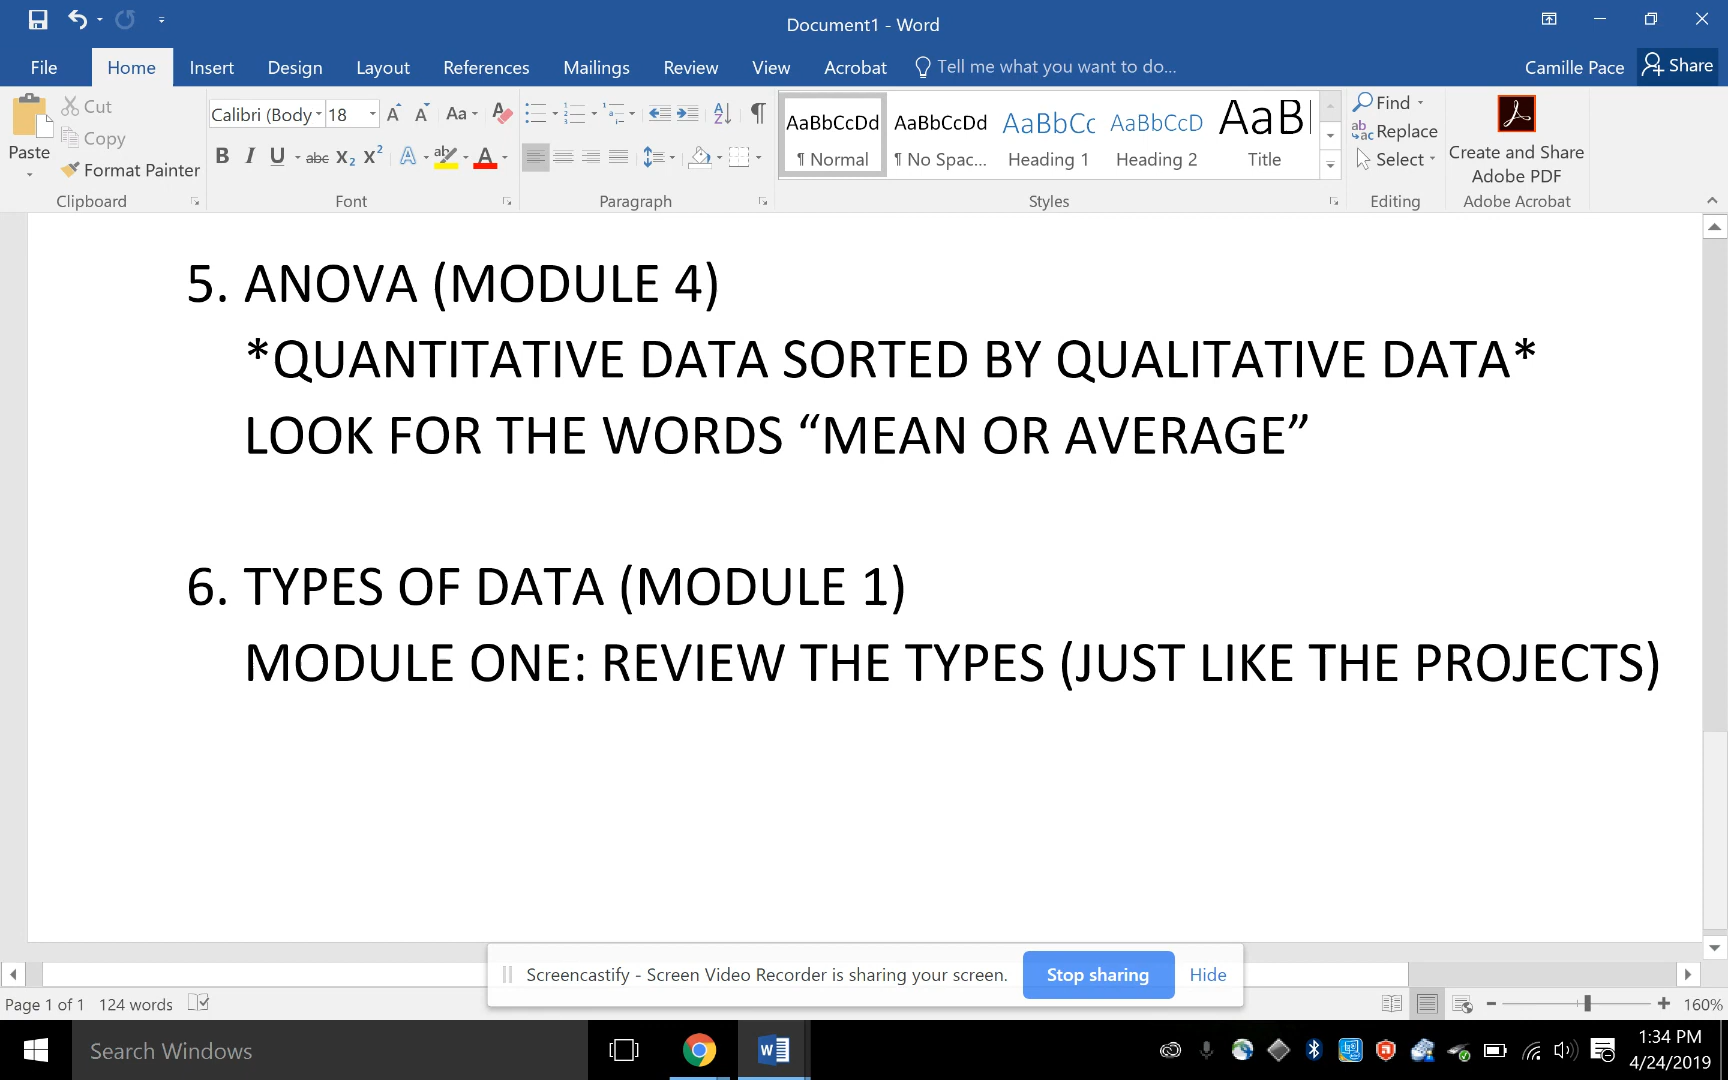 Document1 - Word
File Home Insert Design Layout References Mailings Review View Acrobat Tell me what you want to do... Camille Pace Share
Paste
Cut
Copy
Format Painter
Clipboard
Calibri (Body 18
Aa
B I U abc X2 X2 A ab A
Font
A Z ¶
Paragraph
AaBbCcDd AaBbCcDd AaBbCc AaBbCcD AaB
¶ Normal ¶ No Spac... Heading 1 Heading 2 Title
Styles
Find
Replace
Select
Editing
Create and Share
Adobe PDF
Adobe Acrobat
5. ANOVA (MODULE 4)
*QUANTITATIVE DATA SORTED BY QUALITATIVE DATA*
LOOK FOR THE WORDS “MEAN OR AVERAGE”
6. TYPES OF DATA (MODULE 1)
MODULE ONE: REVIEW THE TYPES (JUST LIKE THE PROJECTS)
Screencastify - Screen Video Recorder is sharing your screen. Stop sharing Hide
Page 1 of 1 124 words 160%
Search Windows
1:34 PM
4/24/2019